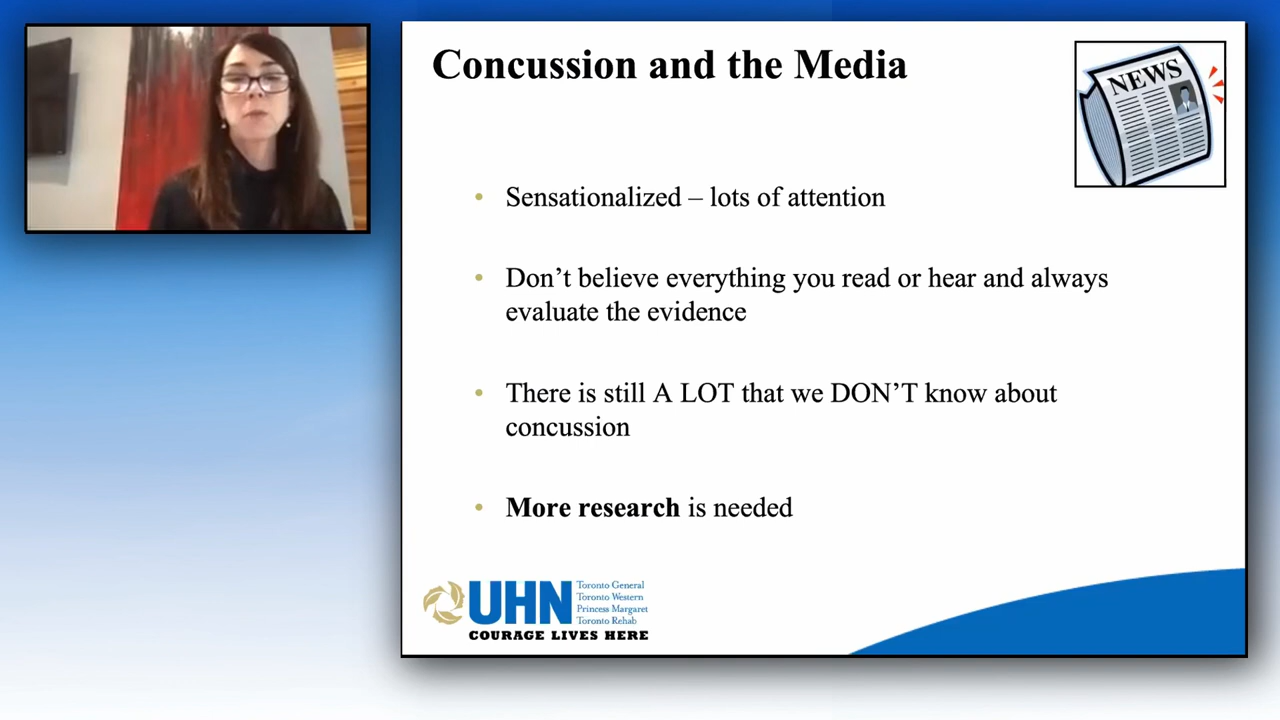 Concussion and the Media
NEWS
• Sensationalized – lots of attention
• Don’t believe everything you read or hear and always
evaluate the evidence
• There is still A LOT that we DON’T know about
concussion
• More research is needed
UHN
Toronto General
Toronto Western
Princess Margaret
Toronto Rehab
COURAGE LIVES HERE